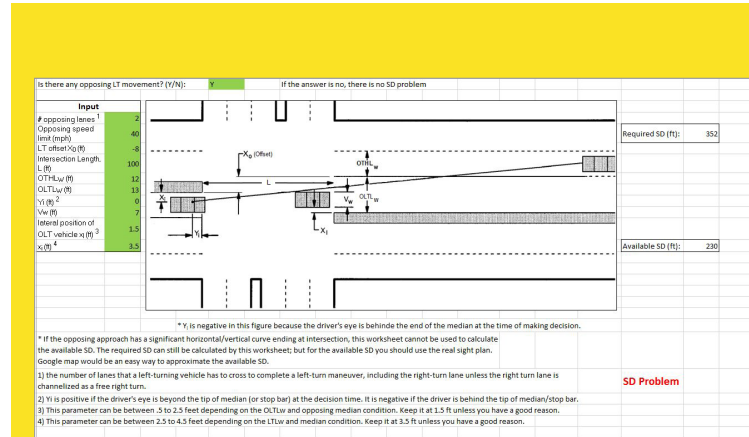 Is there any opposing LT movement? (Y/N): Y If the answer is no, there is no SD problem
Input
# opposing lanes 1 2
Opposing speed
limit (mph) 40
LT offset X0 (ft) -8
Intersection Length,
L (ft) 100
OTHLw (ft) 12
OLTLw (ft) 13
Yi (ft) 2 0
Vw (ft) 7
lateral position of
OLT vehicle xl (ft) 3 1.5
xi (ft) 4 3.5
Xo (Offset)
OTHL w
L
Xi
Vw
OLTL w
Yi
XI
Required SD (ft): 352
Available SD (ft): 230
* Yi is negative in this figure because the driver's eye is behinde the end of the median at the time of making decision.
* If the opposing approach has a significant horizontal/vertical curve ending at intersection, this worksheet cannot be used to calculate
the available SD. The required SD can still be calculated by this worksheet; but for the available SD you should use the real sight plan.
Google map would be an easy way to approximate the available SD.
1) the number of lanes that a left-turning vehicle has to cross to complete a left-turn maneuver, including the right-turn lane unless the right turn lane is
channelized as a free right turn.
SD Problem
2) Yi is positive if the driver's eye is beyond the tip of median (or stop bar) at the decision time. It is negative if the driver is behind the tip of median/stop bar.
3) This parameter can be between .5 to 2.5 feet depending on the OLTLw and opposing median condition. Keep it at 1.5 ft unless you have a good reason.
4) This parameter can be between 2.5 to 4.5 feet depending on the LTLw and median condition. Keep it at 3.5 ft unless you have a good reason.